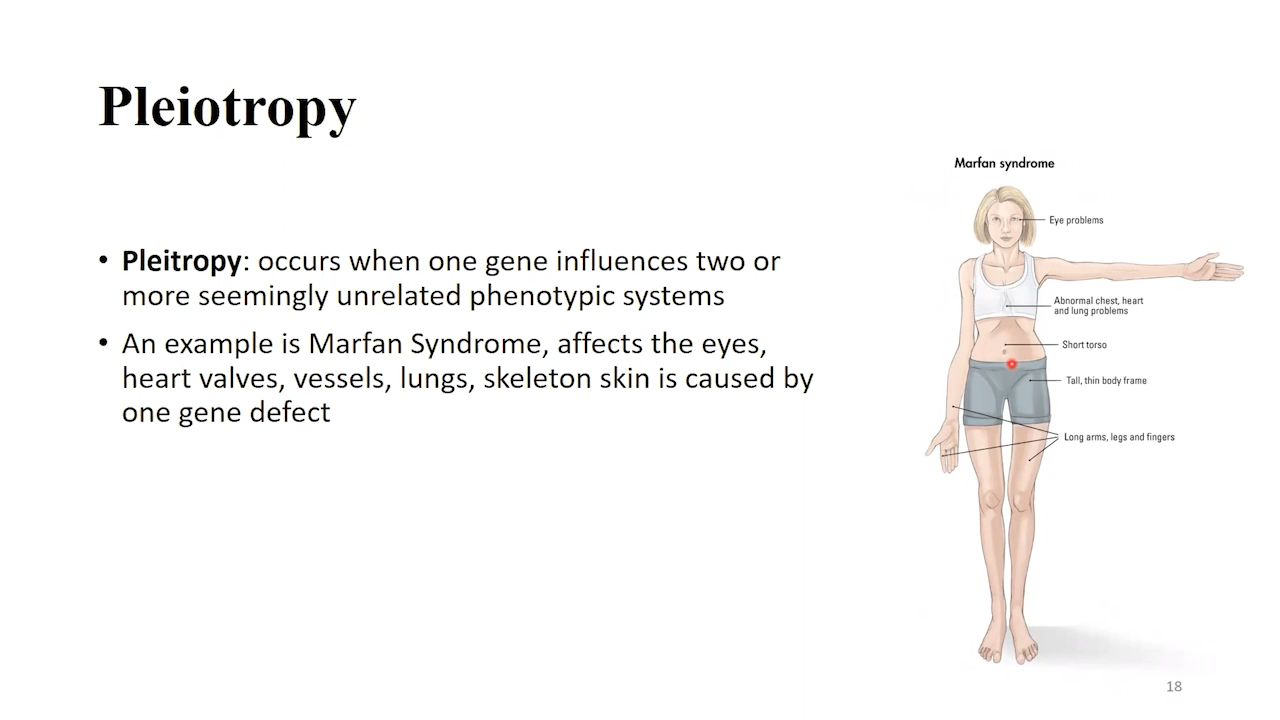 Pleiotropy
• Pleitropy: occurs when one gene influences two or
more seemingly unrelated phenotypic systems
• An example is Marfan Syndrome, affects the eyes,
heart valves, vessels, lungs, skeleton skin is caused by
one gene defect
Marfan syndrome
Eye problems
Abnormal chest, heart
and lung problems
Short torso
Tall, thin body frame
Long arms, legs and fingers
18